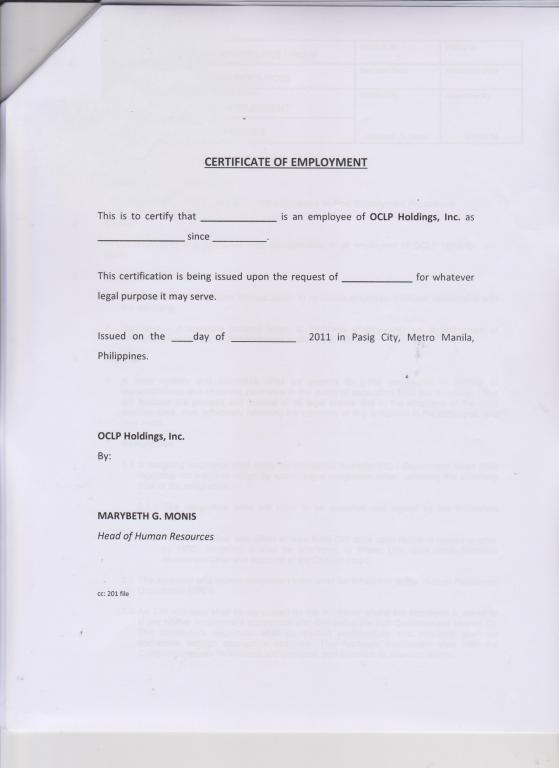 CERTIFICATE OF EMPLOYMENT
This is to certify that ______________ is an employee of OCLP Holdings, Inc. as
________________ since __________.
This certification is being issued upon the request of _____________ for whatever
legal purpose it may serve.
Issued on the ____day of ____________ 2011 in Pasig City, Metro Manila,
Philippines.
OCLP Holdings, Inc.
By:
MARYBETH G. MONIS
Head of Human Resources
cc: 201 file